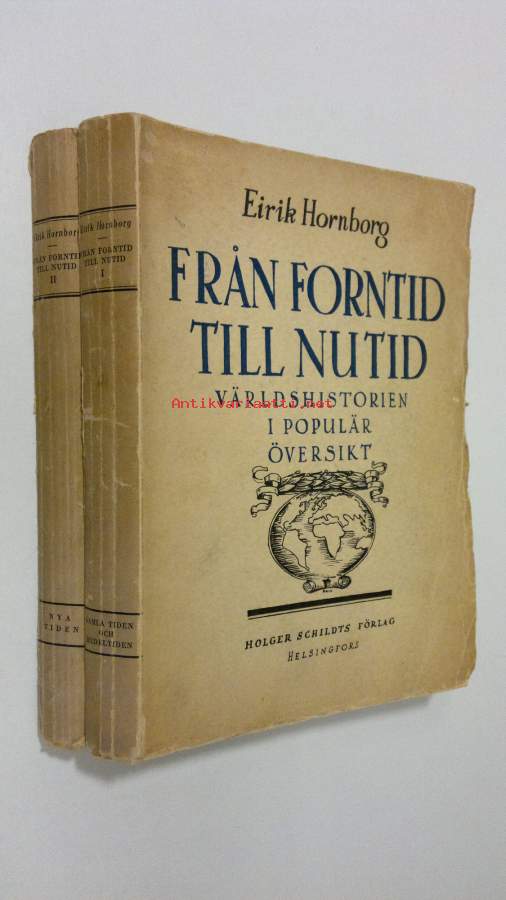 Eirik Hornborg
FRÅN FORNTID
TILL NUTID
VÄRLDSHISTORIEN
I POPULÄR
ÖVERSIKT
HOLGER SCHILDTS FÖRLAG
HELSINGFORS
Eirik Hornborg
FRÅN FORNTID
TILL NUTID
I
GAMLA TIDEN
OCH
MEDELTIDEN
Eirik Hornborg
FRÅN FORNTID
TILL NUTID
II
NYA
TIDEN
Antikvariaatti.net